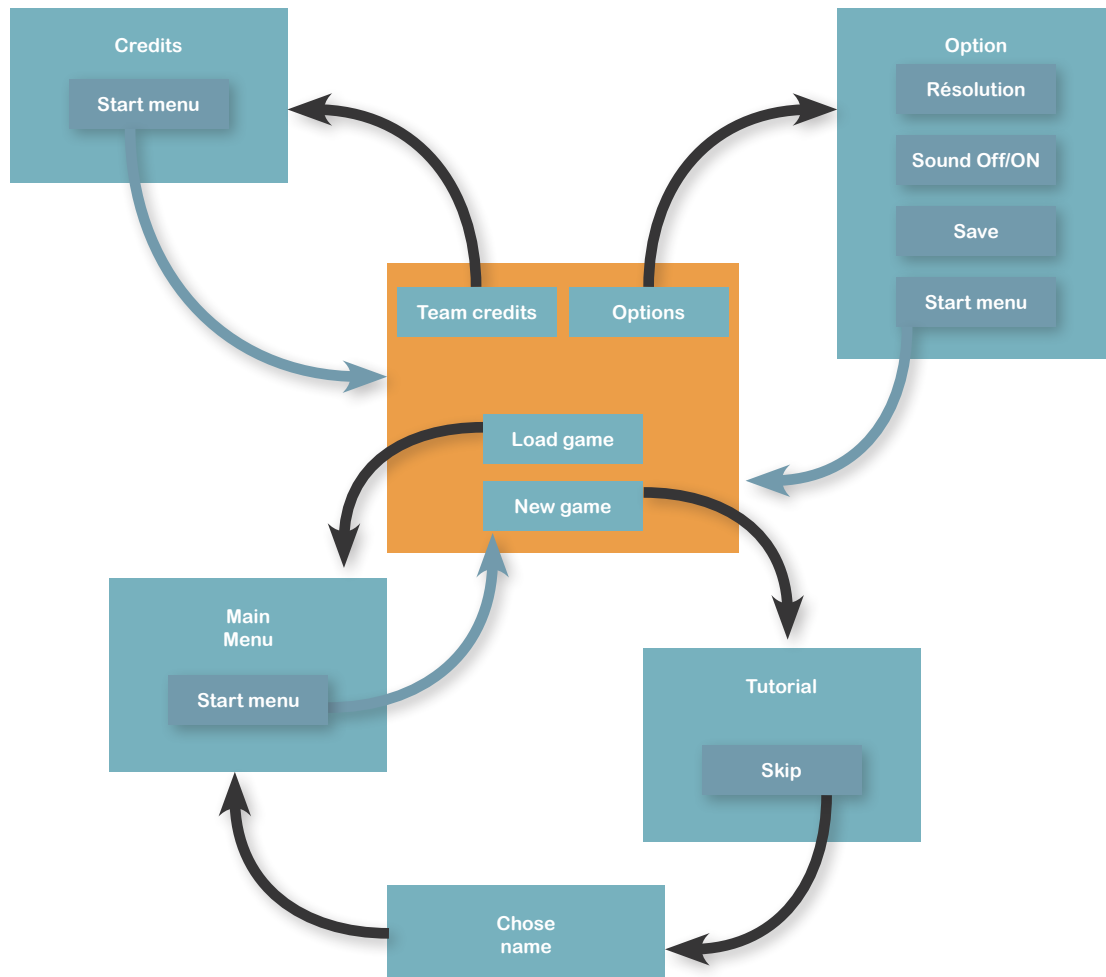 Credits
Start menu
Option
Résolution
Sound Off/ON
Save
Start menu
Team credits
Options
Load game
New game
Main
Menu
Start menu
Tutorial
Skip
Chose
name